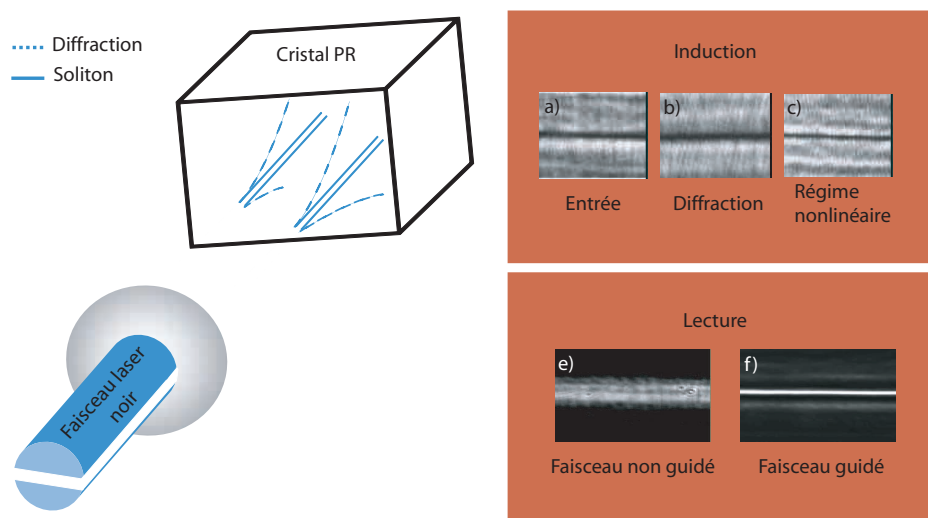 Diffraction
Soliton
Cristal PR
Faisceau laser
noir
Induction
a)
b)
c)
Entrée
Diffraction
Régime
nonlinéaire
Lecture
e)
f)
Faisceau non guidé
Faisceau guidé